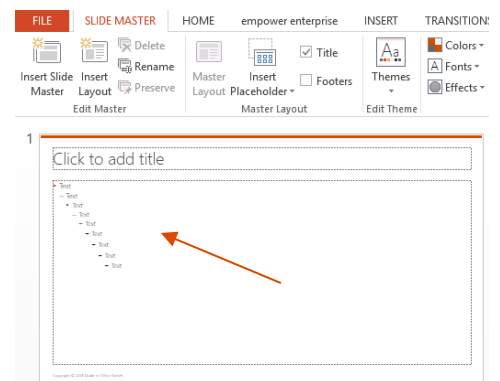 FILE SLIDE MASTER HOME empower enterprise INSERT TRANSITIONS
Delete
Rename
Preserve
Insert Slide Master
Insert Layout
Edit Master
Master Layout
Insert Placeholder
Title
Footers
Master Layout
Themes
Edit Theme
Colors
Fonts
Effects
1
Click to add title
Text
Text
Text
Text
Text
Text
Text
Text
Text